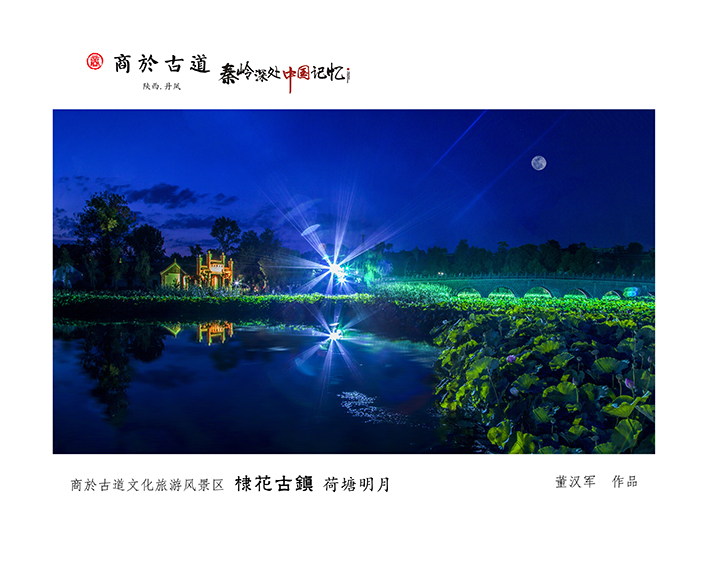 商於古道
陕西.丹凤
秦岭深处中国记忆
商於古道文化旅游风景区 棣花古鎮 荷塘明月
董汉军 作品